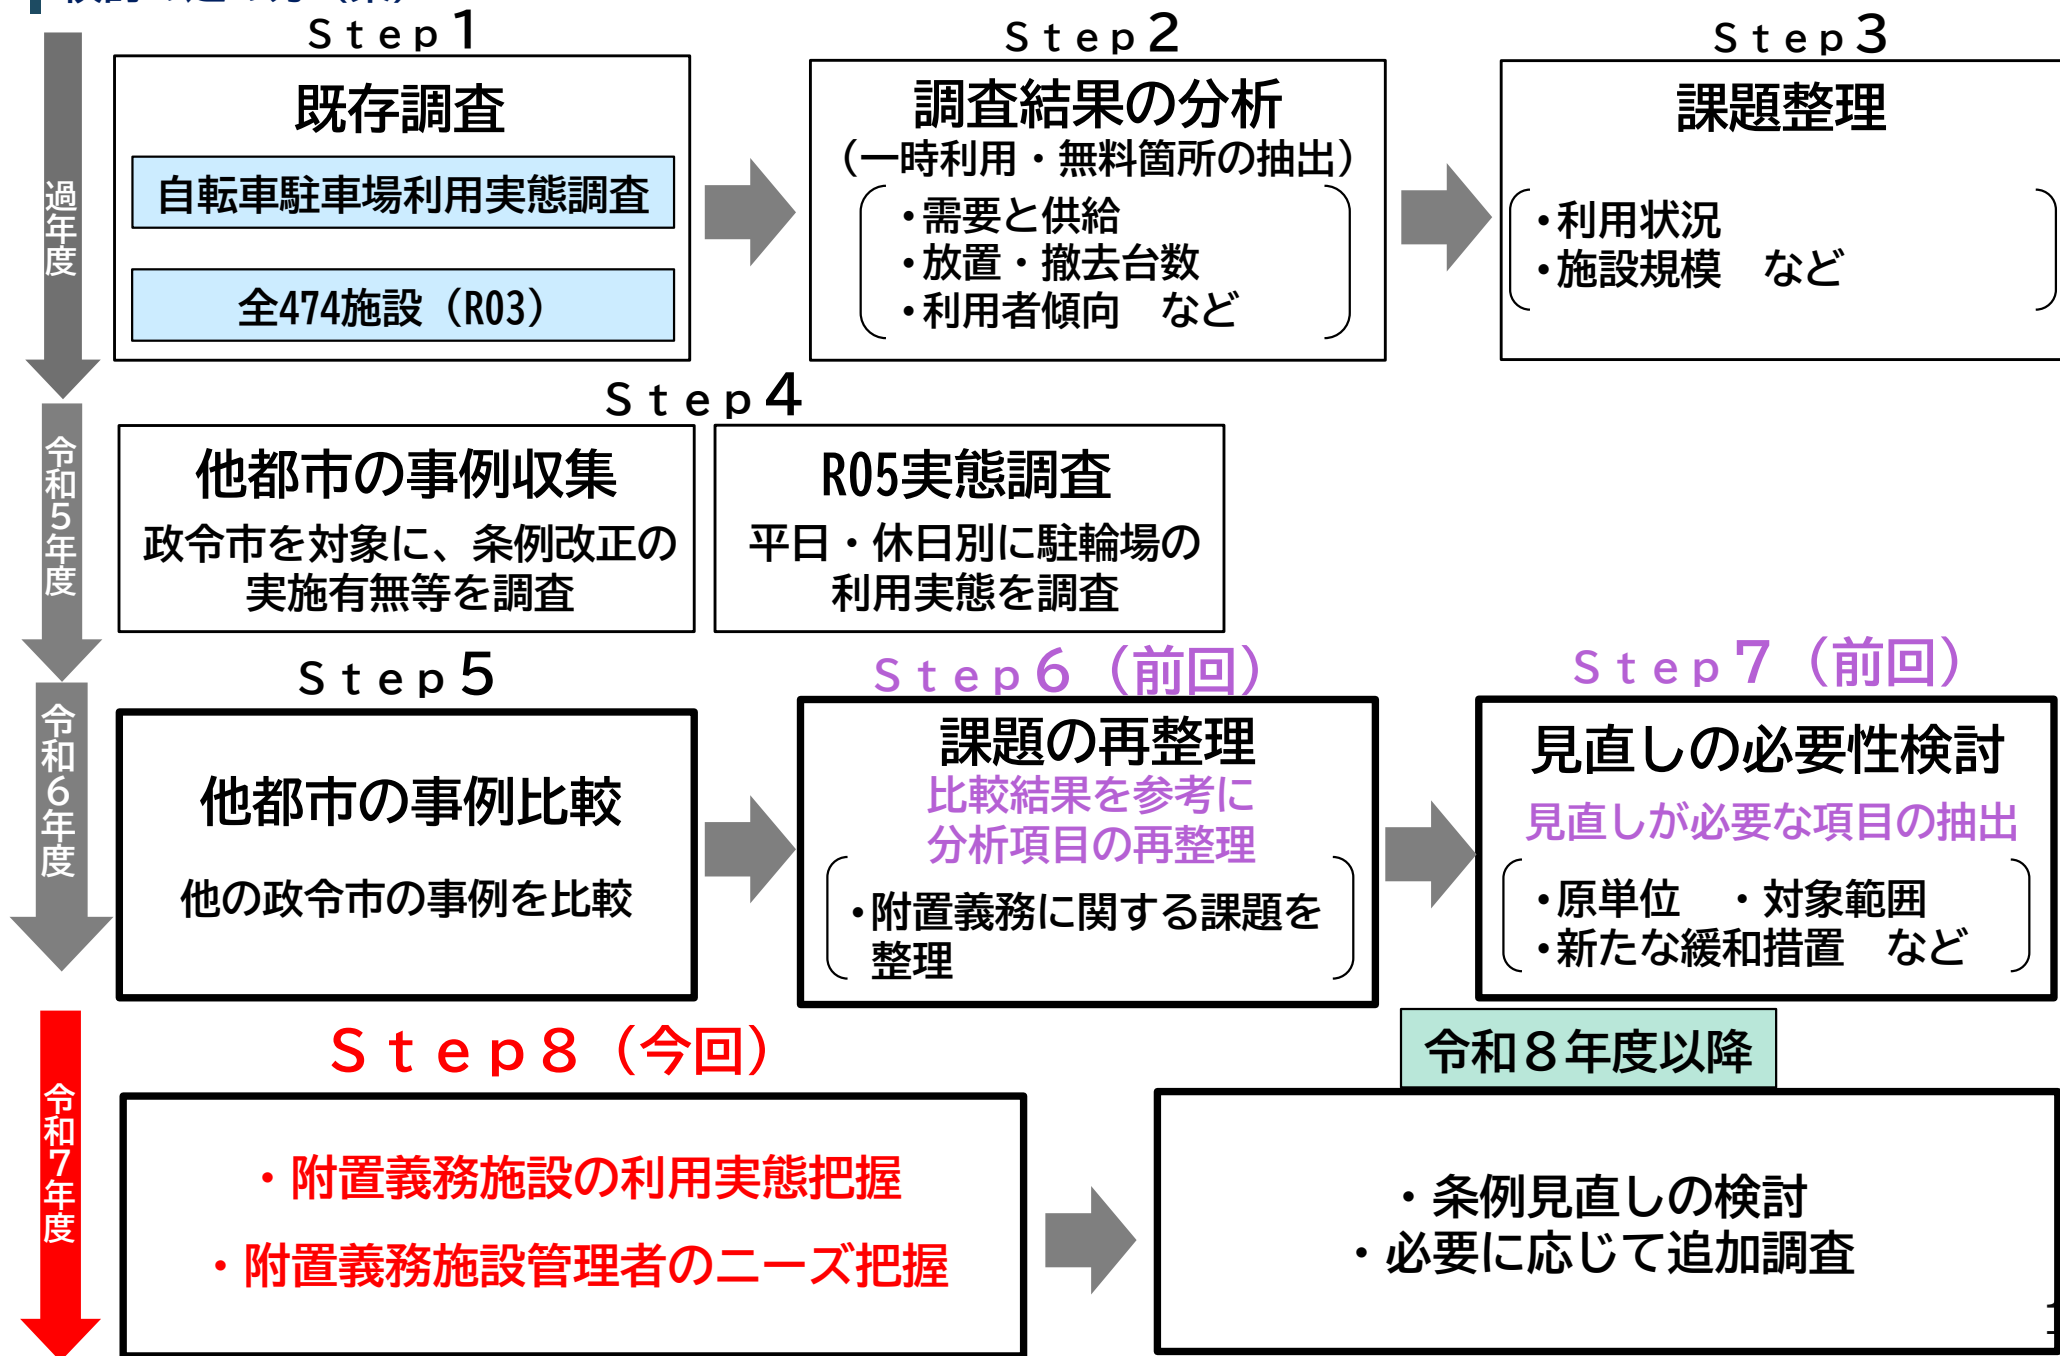 Ｓｔｅｐ１
既存調査
自転車駐車場利用実態調査
全474施設（R03）
Ｓｔｅｐ２
調査結果の分析
（一時利用・無料箇所の抽出）
・需要と供給
・放置・撤去台数
・利用者傾向　など
Ｓｔｅｐ３
課題整理
・利用状況
・施設規模　など
過年度
Ｓｔｅｐ４
他都市の事例収集
政令市を対象に、条例改正の
実施有無等を調査
R05実態調査
平日・休日別に駐輪場の
利用実態を調査
令和５年度
Ｓｔｅｐ５
他都市の事例比較
他の政令市の事例を比較
Ｓｔｅｐ６（前回）
課題の再整理
比較結果を参考に
分析項目の再整理
・附置義務に関する課題を
整理
Ｓｔｅｐ７（前回）
見直しの必要性検討
見直しが必要な項目の抽出
・原単位　・対象範囲
・新たな緩和措置　など
令和６年度
Ｓｔｅｐ８（今回）
・附置義務施設の利用実態把握
・附置義務施設管理者のニーズ把握
令和７年度
令和８年度以降
・条例見直しの検討
・必要に応じて追加調査